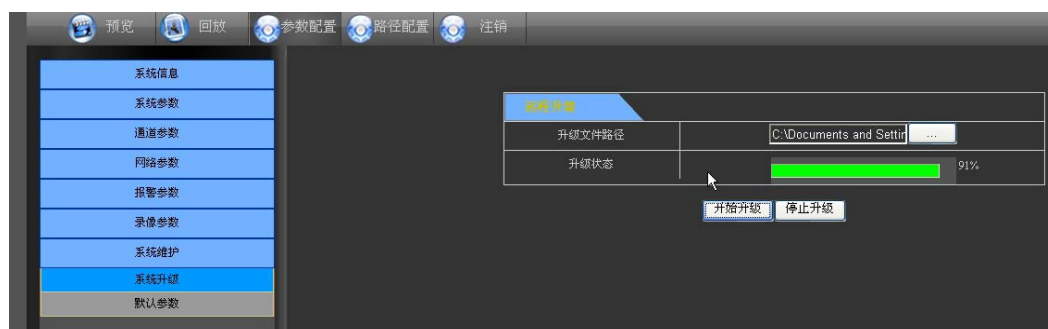 预览 回放 参数配置 路径配置 注销
系统信息
系统参数
通道参数
网络参数
报警参数
录像参数
系统维护
系统升级
默认参数
远程升级
升级文件路径 C:\Documents and Settin ...
升级状态 91%
开始升级 停止升级